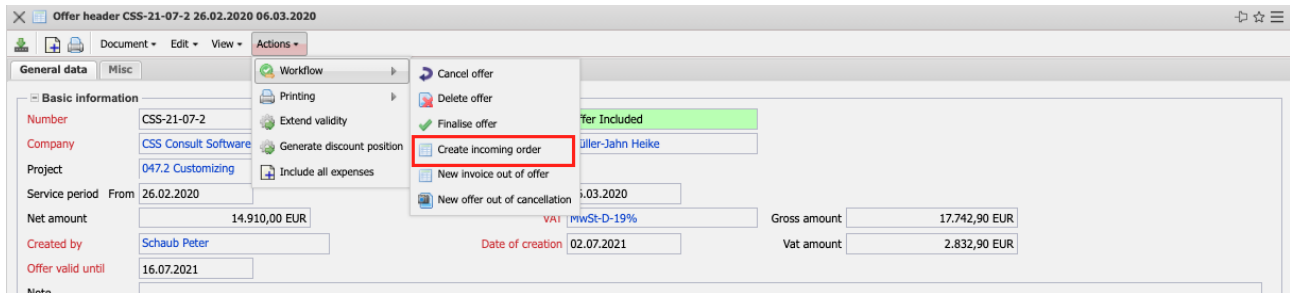 Offer header CSS-21-07-2 26.02.2020 06.03.2020
Document Edit View Actions
General data Misc
Workflow
Printing
Extend validity
Generate discount position
Include all expenses
Cancel offer
Delete offer
Finalise offer
Create incoming order
New invoice out of offer
New offer out of cancellation
Basic information
Number CSS-21-07-2 ffer Included
Company CSS Consult Software üller-Jahn Heike
Project 047.2 Customizing
Service period From 26.02.2020 .03.2020
Net amount 14.910,00 EUR VAT MwSt-D-19% Gross amount 17.742,90 EUR
Created by Schaub Peter Date of creation 02.07.2021 Vat amount 2.832,90 EUR
Offer valid until 16.07.2021
Note